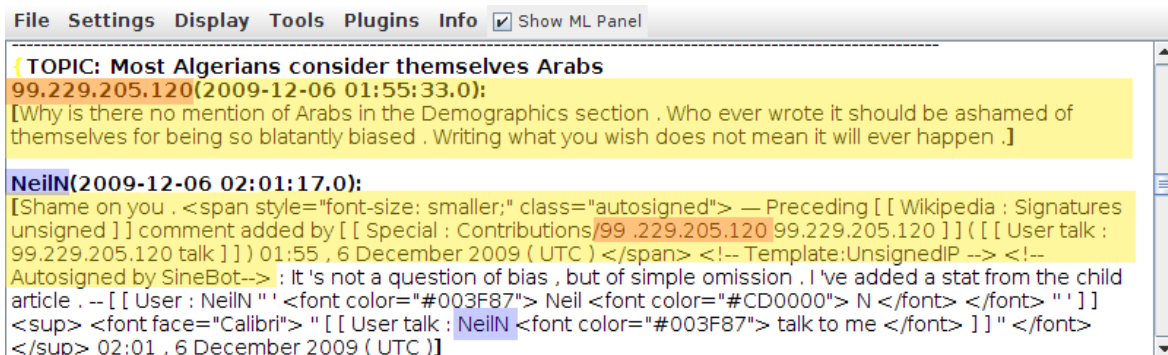 File Settings Display Tools Plugins Info Show ML Panel
{TOPIC: Most Algerians consider themselves Arabs
99.229.205.120(2009-12-06 01:55:33.0):
[Why is there no mention of Arabs in the Demographics section . Who ever wrote it should be ashamed of
themselves for being so blatantly biased . Writing what you wish does not mean it will ever happen .]
NeilN(2009-12-06 02:01:17.0):
[Shame on you . <span style="font-size: smaller;" class="autosigned"> — Preceding [ [ Wikipedia : Signatures
unsigned ] ] comment added by [ [ Special : Contributions/99 .229.205.120 99.229.205.120 ] ] ( [ [ User talk :
99.229.205.120 talk ] ] ) 01:55 , 6 December 2009 ( UTC ) </span> <!-- Template:UnsignedIP --> <!--
Autosigned by SineBot--> : It 's not a question of bias , but of simple omission . I 've added a stat from the child
article . -- [ [ User : NeilN " ' <font color="#003F87"> Neil <font color="#CD0000"> N </font> </font> " ' ] ]
<sup> <font face="Calibri"> " [ [ User talk : NeilN <font color="#003F87"> talk to me </font> ] ] " </font>
</sup> 02:01 , 6 December 2009 ( UTC )]